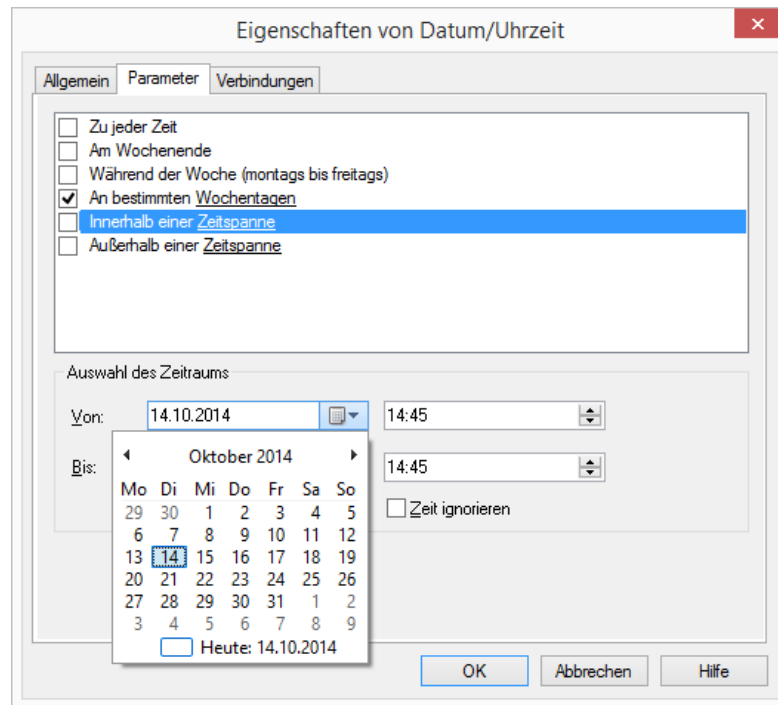 Eigenschaften von Datum/Uhrzeit
Allgemein Parameter Verbindungen
Zu jeder Zeit
Am Wochenende
Während der Woche (montags bis freitags)
An bestimmten Wochentagen
Innerhalb einer Zeitspanne
Außerhalb einer Zeitspanne
Auswahl des Zeitraums
Von: 14.10.2014 14:45
Bis: 14:45
Zeit ignorieren
Oktober 2014
Mo Di Mi Do Fr Sa So
29 30 1 2 3 4 5
6 7 8 9 10 11 12
13 14 15 16 17 18 19
20 21 22 23 24 25 26
27 28 29 30 31 1 2
3 4 5 6 7 8 9
Heute: 14.10.2014
OK Abbrechen Hilfe